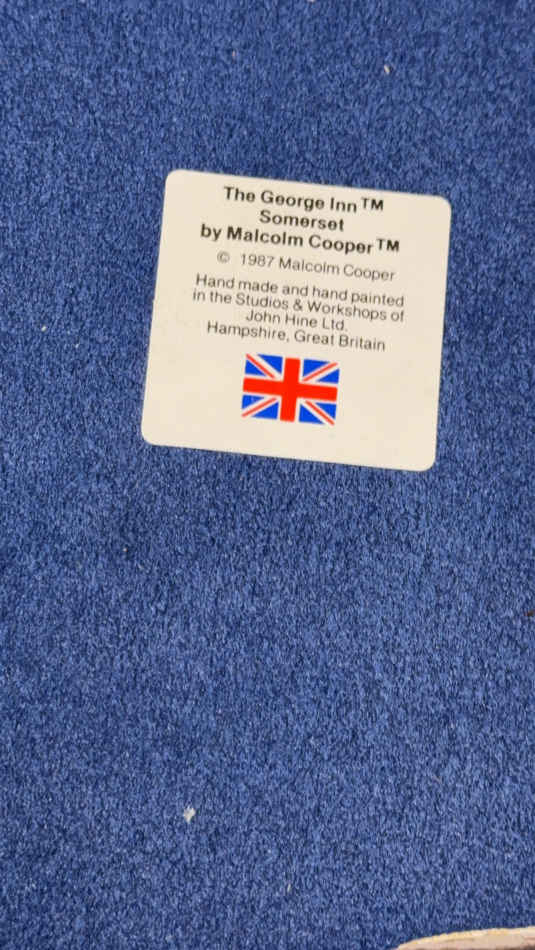 The George Inn™
Somerset
by Malcolm Cooper™
© 1987 Malcolm Cooper
Hand made and hand painted
in the Studios & Workshops of
John Hine Ltd.
Hampshire, Great Britain